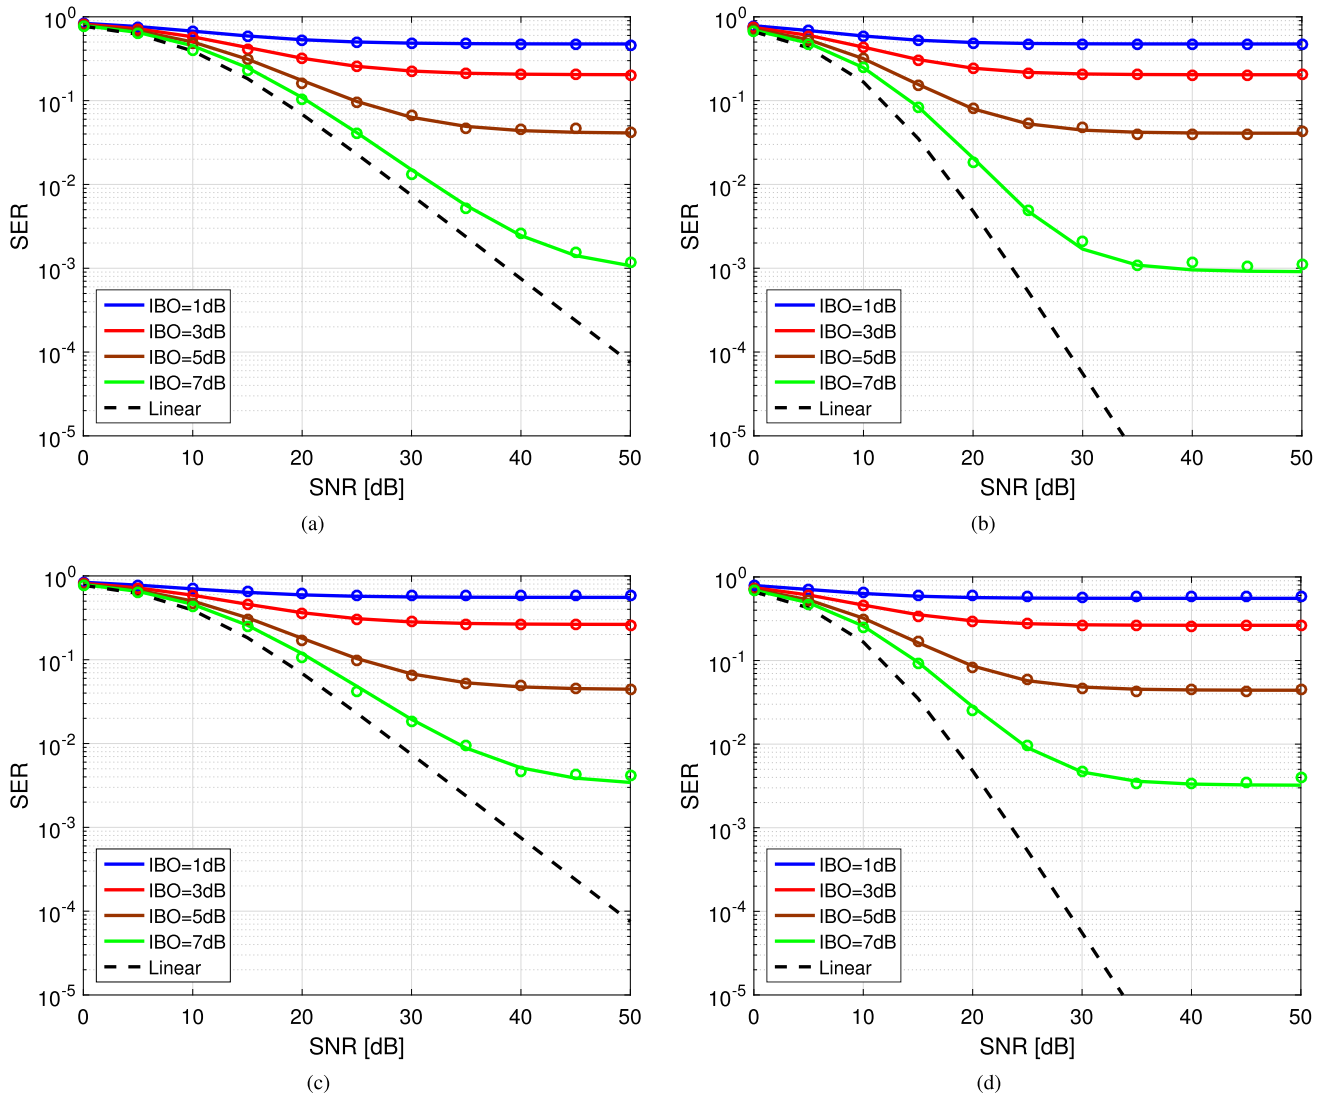 10^0
10^-1
10^-2
10^-3
10^-4
10^-5
SER
IBO=1dB
IBO=3dB
IBO=5dB
IBO=7dB
Linear
0 10 20 30 40 50
SNR [dB]
(a)
10^0
10^-1
10^-2
10^-3
10^-4
10^-5
SER
IBO=1dB
IBO=3dB
IBO=5dB
IBO=7dB
Linear
0 10 20 30 40 50
SNR [dB]
(b)
10^0
10^-1
10^-2
10^-3
10^-4
10^-5
SER
IBO=1dB
IBO=3dB
IBO=5dB
IBO=7dB
Linear
0 10 20 30 40 50
SNR [dB]
(c)
10^0
10^-1
10^-2
10^-3
10^-4
10^-5
SER
IBO=1dB
IBO=3dB
IBO=5dB
IBO=7dB
Linear
0 10 20 30 40 50
SNR [dB]
(d)